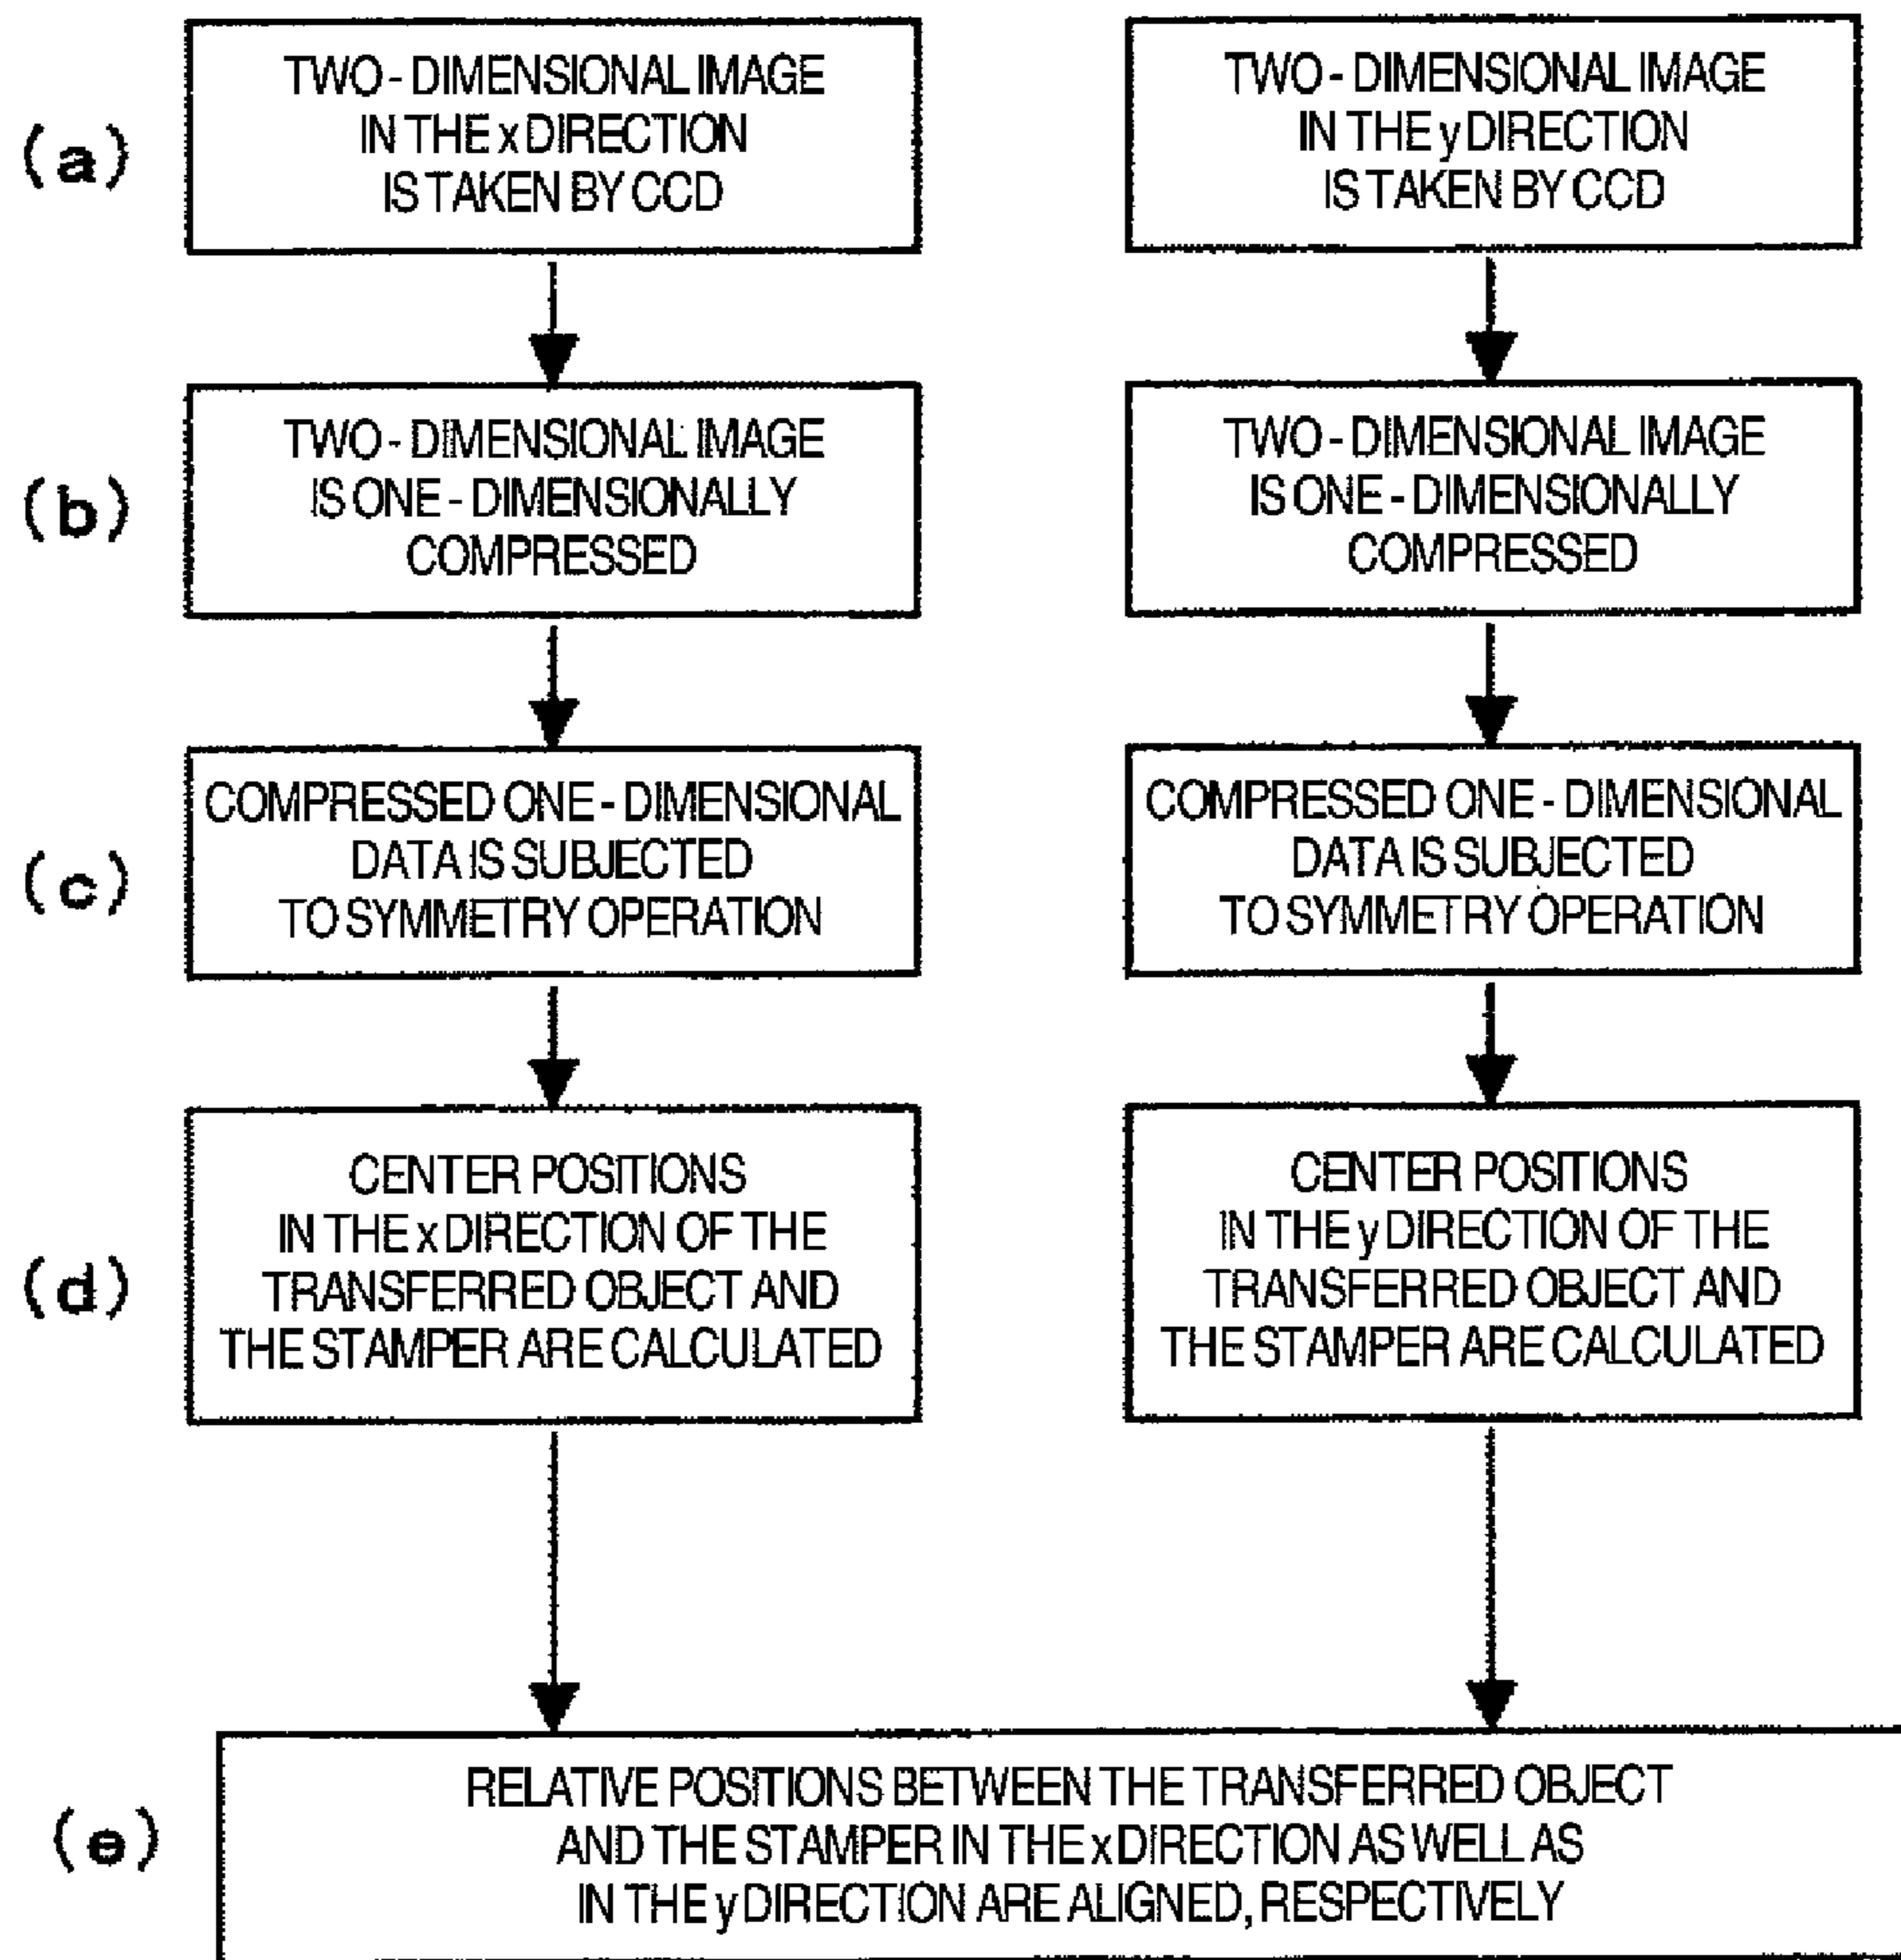 (a)
TWO - DIMENSIONAL IMAGE
IN THE x DIRECTION
IS TAKEN BY CCD
TWO - DIMENSIONAL IMAGE
IN THE y DIRECTION
IS TAKEN BY CCD
(b)
TWO - DIMENSIONAL IMAGE
IS ONE - DIMENSIONALLY
COMPRESSED
TWO - DIMENSIONAL IMAGE
IS ONE - DIMENSIONALLY
COMPRESSED
(c)
COMPRESSED ONE - DIMENSIONAL
DATA IS SUBJECTED
TO SYMMETRY OPERATION
COMPRESSED ONE - DIMENSIONAL
DATA IS SUBJECTED
TO SYMMETRY OPERATION
(d)
CENTER POSITIONS
IN THE x DIRECTION OF THE
TRANSFERRED OBJECT AND
THE STAMPER ARE CALCULATED
CENTER POSITIONS
IN THE y DIRECTION OF THE
TRANSFERRED OBJECT AND
THE STAMPER ARE CALCULATED
(e)
RELATIVE POSITIONS BETWEEN THE TRANSFERRED OBJECT
AND THE STAMPER IN THE x DIRECTION AS WELL AS
IN THE y DIRECTION ARE ALIGNED, RESPECTIVELY